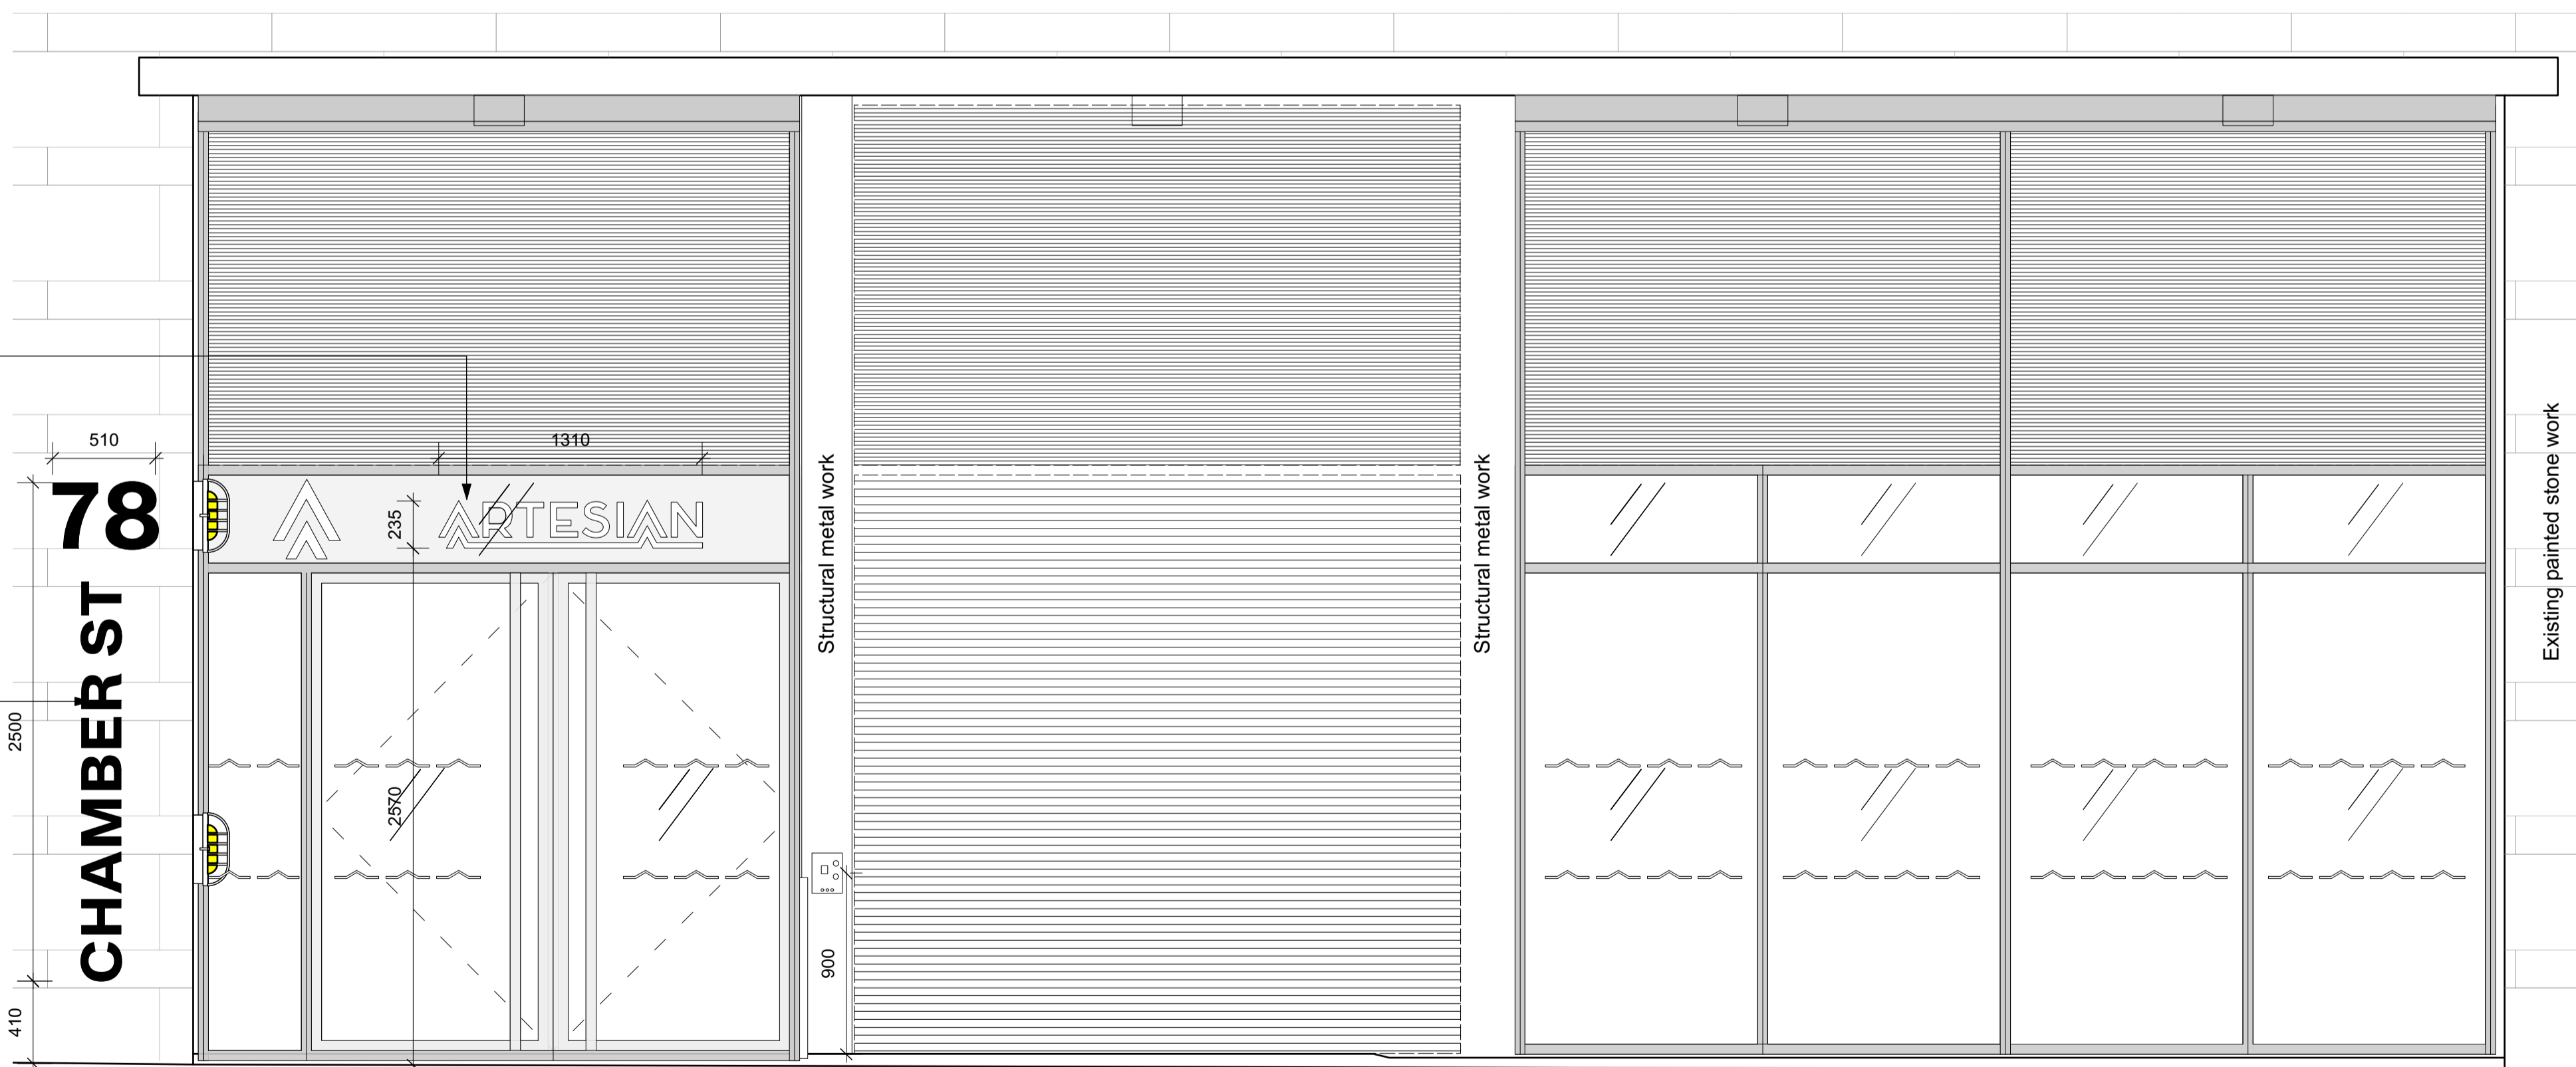 510
1310
78
ARTESIAN
235
CHAMBER ST
2500
410
2570
900
Structural metal work
Structural metal work
Existing painted stone work